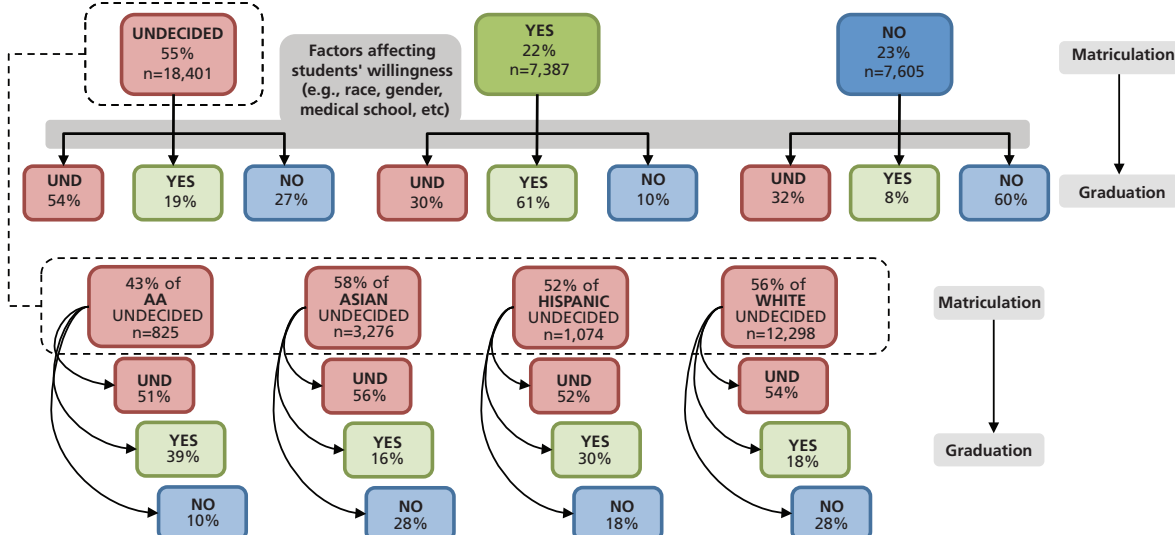 UNDECIDED
55%
n=18,401
Factors affecting
students' willingness
(e.g., race, gender,
medical school, etc)
YES
22%
n=7,387
NO
23%
n=7,605
Matriculation
UND
54%
YES
19%
NO
27%
UND
30%
YES
61%
NO
10%
UND
32%
YES
8%
NO
60%
Graduation
43% of
AA
UNDECIDED
n=825
58% of
ASIAN
UNDECIDED
n=3,276
52% of
HISPANIC
UNDECIDED
n=1,074
56% of
WHITE
UNDECIDED
n=12,298
Matriculation
UND
51%
UND
56%
UND
52%
UND
54%
YES
39%
YES
16%
YES
30%
YES
18%
Graduation
NO
10%
NO
28%
NO
18%
NO
28%